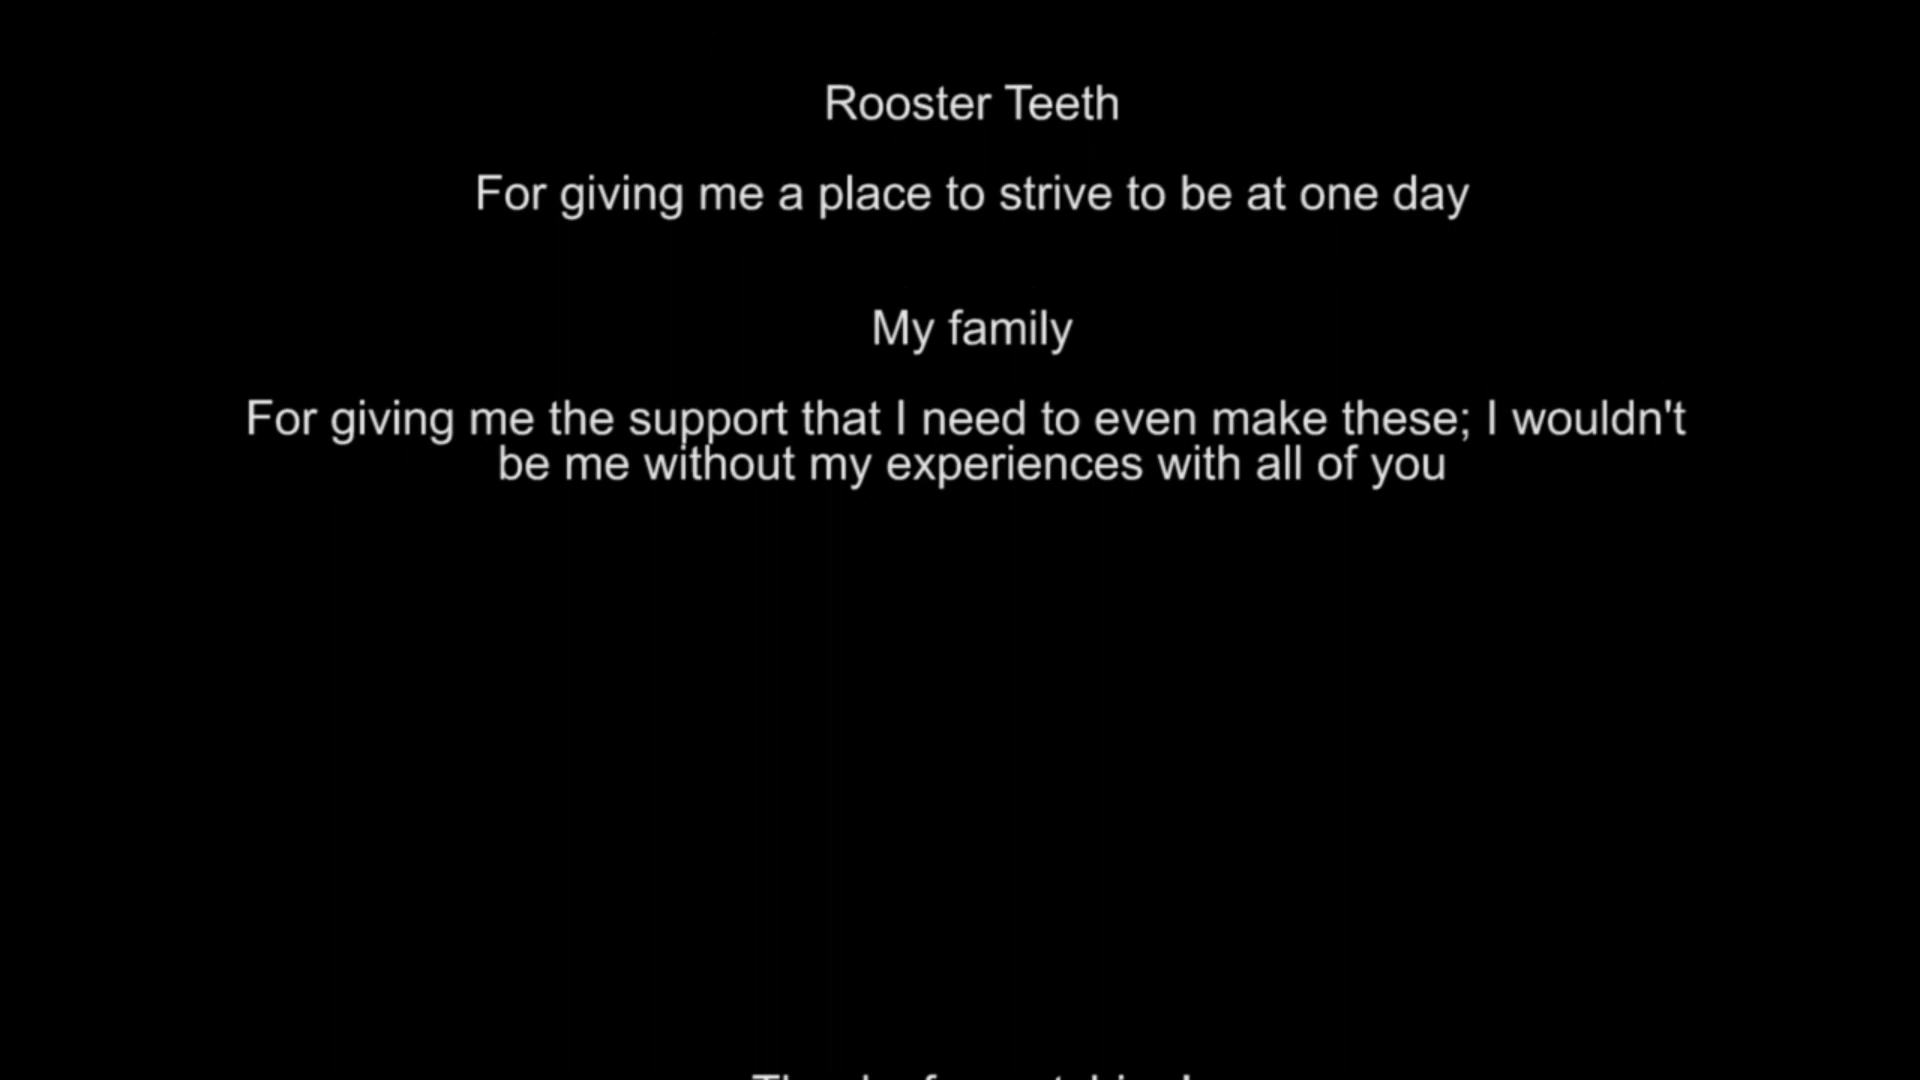 Rooster Teeth
For giving me a place to strive to be at one day
My family
For giving me the support that I need to even make these; I wouldn't
be me without my experiences with all of you